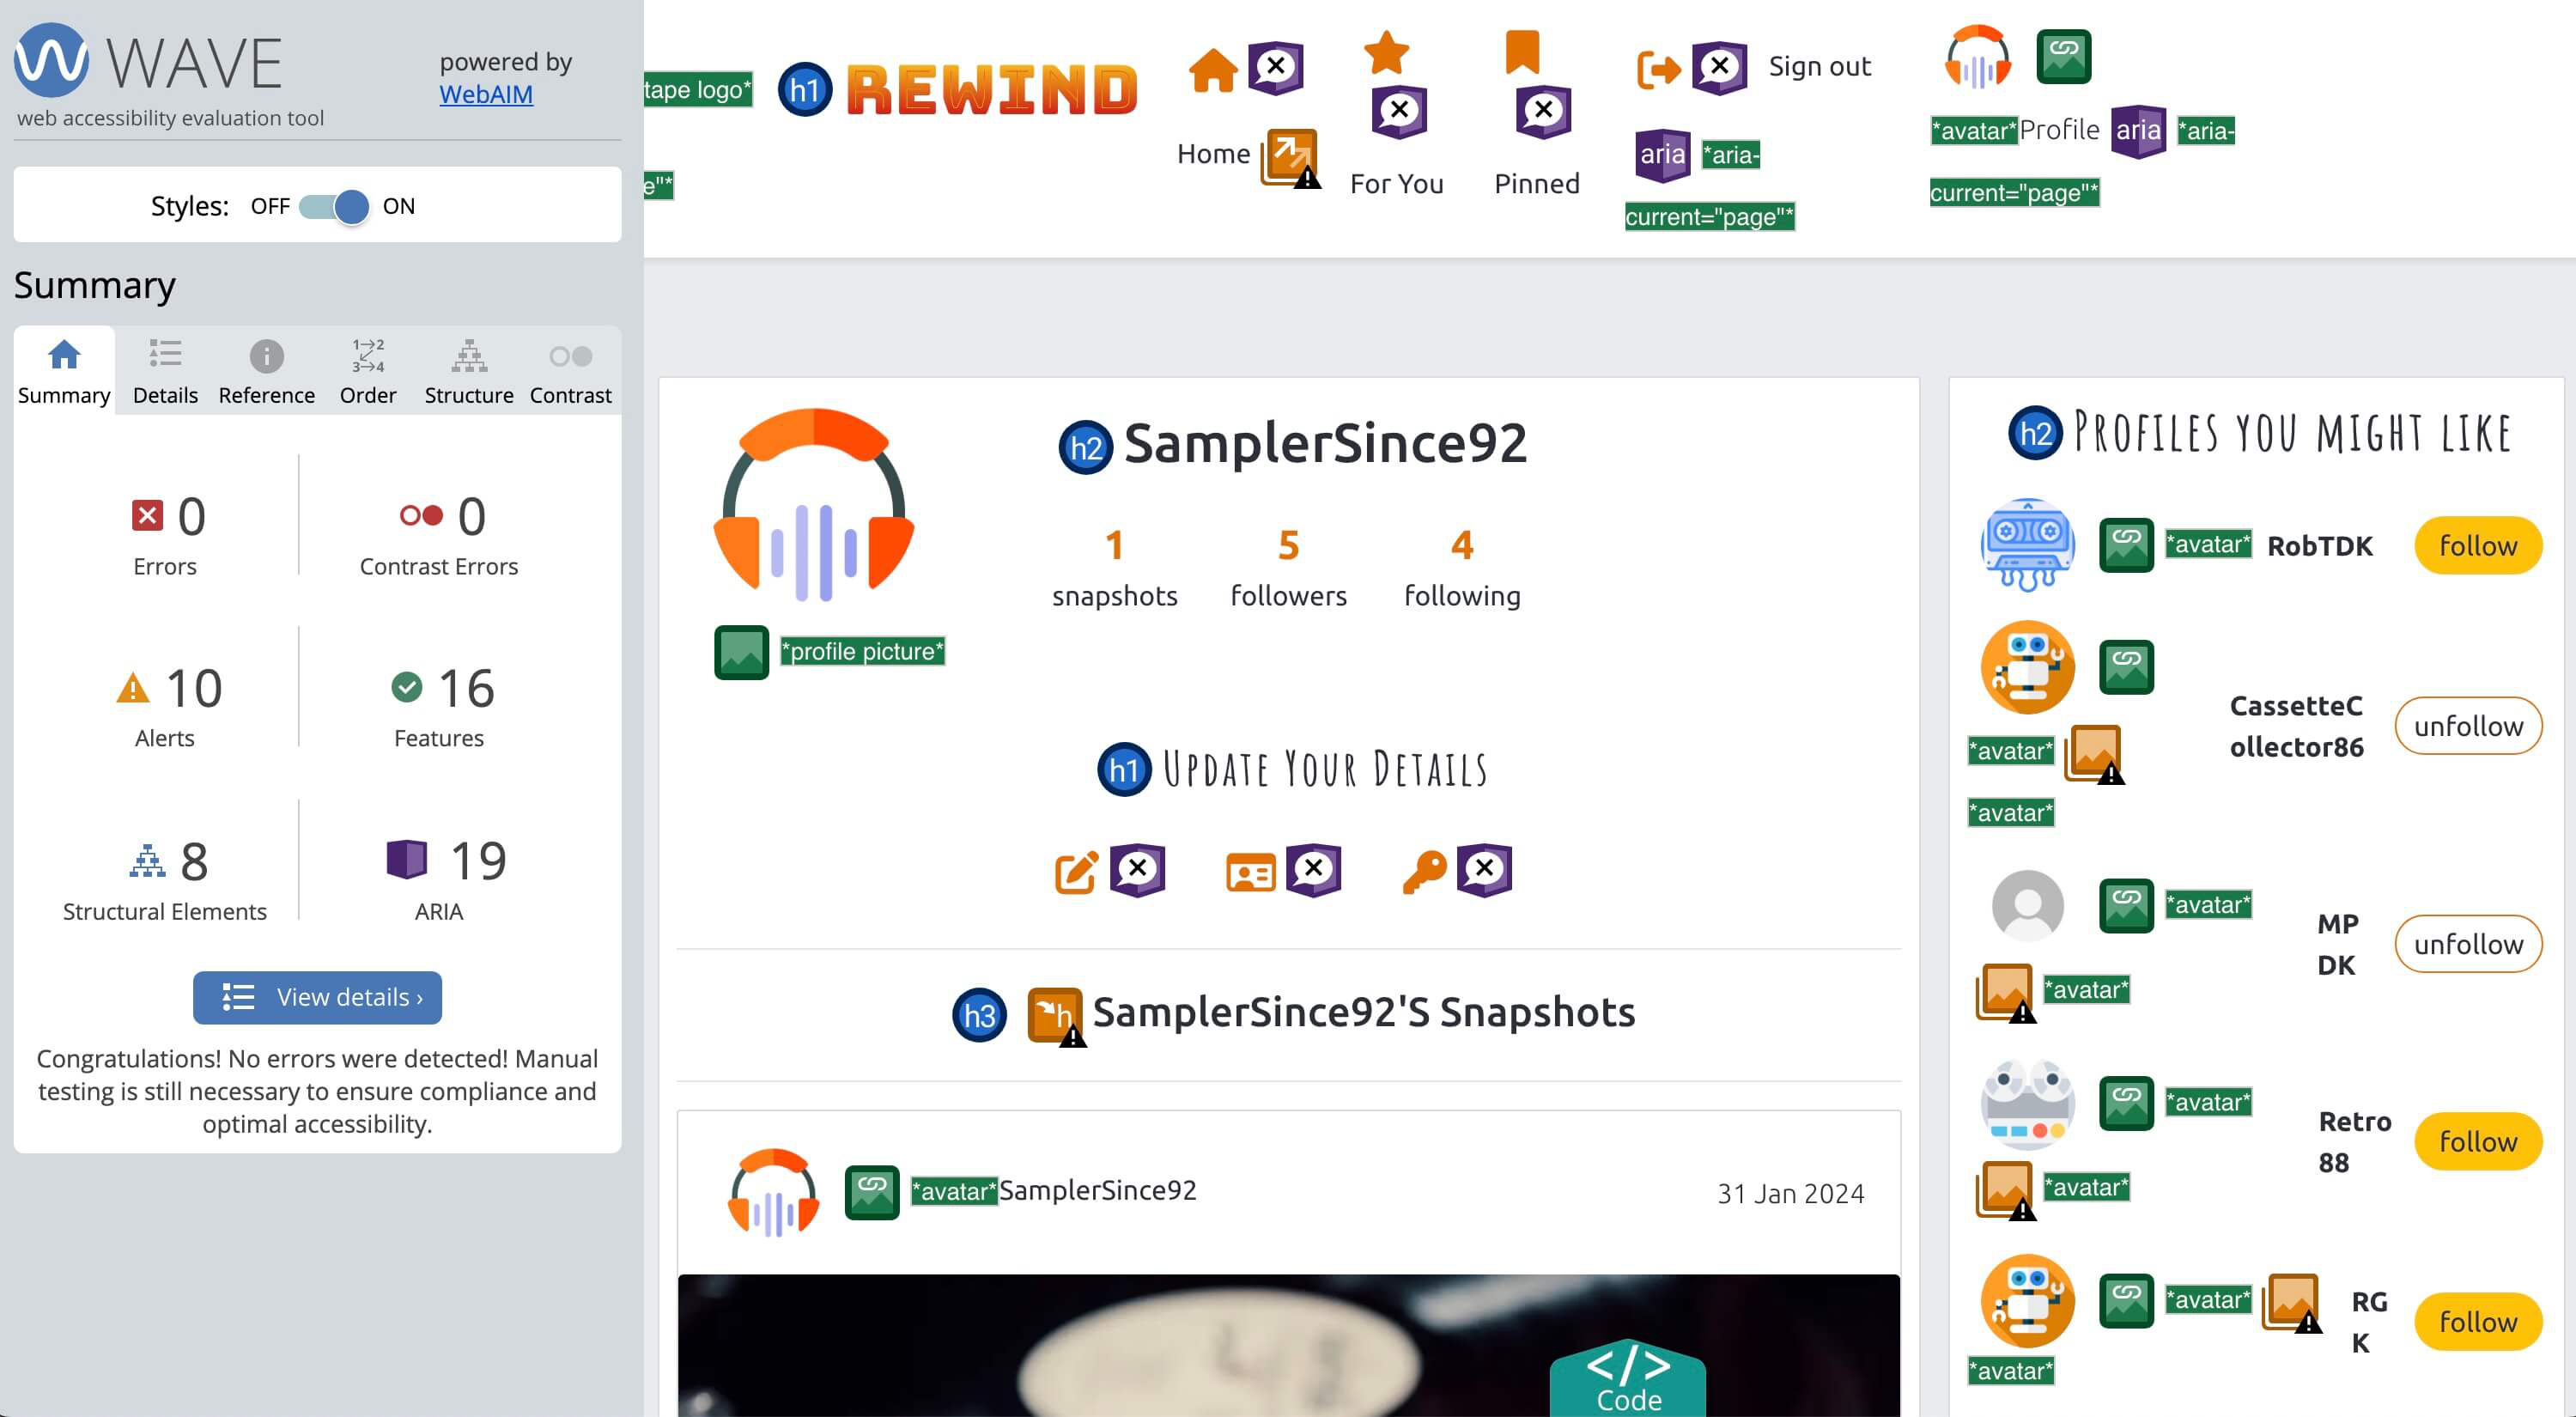 WAVE
powered by
WebAIM
web accessibility evaluation tool
Styles: OFF ON
Summary
1→2
3→4
Summary Details Reference Order Structure Contrast
0
Errors
0
Contrast Errors
10
Alerts
16
Features
8
Structural Elements
19
ARIA
View details ›
Congratulations! No errors were detected! Manual
testing is still necessary to ensure compliance and
optimal accessibility.
tape logo*
e"*
h1 REWIND
Home
For You
Pinned
Sign out
aria *aria-
current="page"*
*avatar*Profile aria *aria-
current="page"*
h2 SamplerSince92
1
snapshots
5
followers
4
following
*profile picture*
h1 Update Your Details
h3 h SamplerSince92'S Snapshots
*avatar*SamplerSince92
31 Jan 2024
</>
Code
h2 Profiles you might like
*avatar* RobTDK follow
CassetteC
ollector86
unfollow
*avatar*
*avatar*
*avatar*
MP
DK
unfollow
*avatar*
*avatar*
Retro
88
follow
*avatar*
*avatar*
RG
K
follow
*avatar*